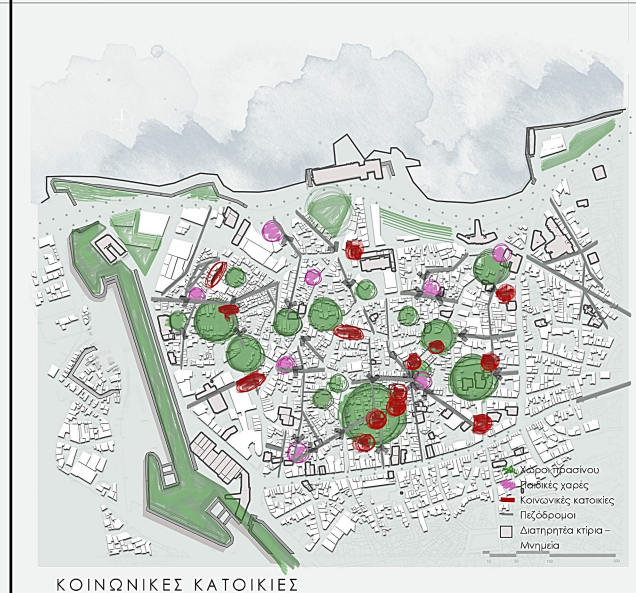 Χώροι πρασίνου
Παιδικές χαρές
Κοινωνικές κατοικίες
Πεζόδρομοι
Διατηρητέα κτίρια –
Μνημεία
ΚΟΙΝΩΝΙΚΕΣ ΚΑΤΟΙΚΙΕΣ